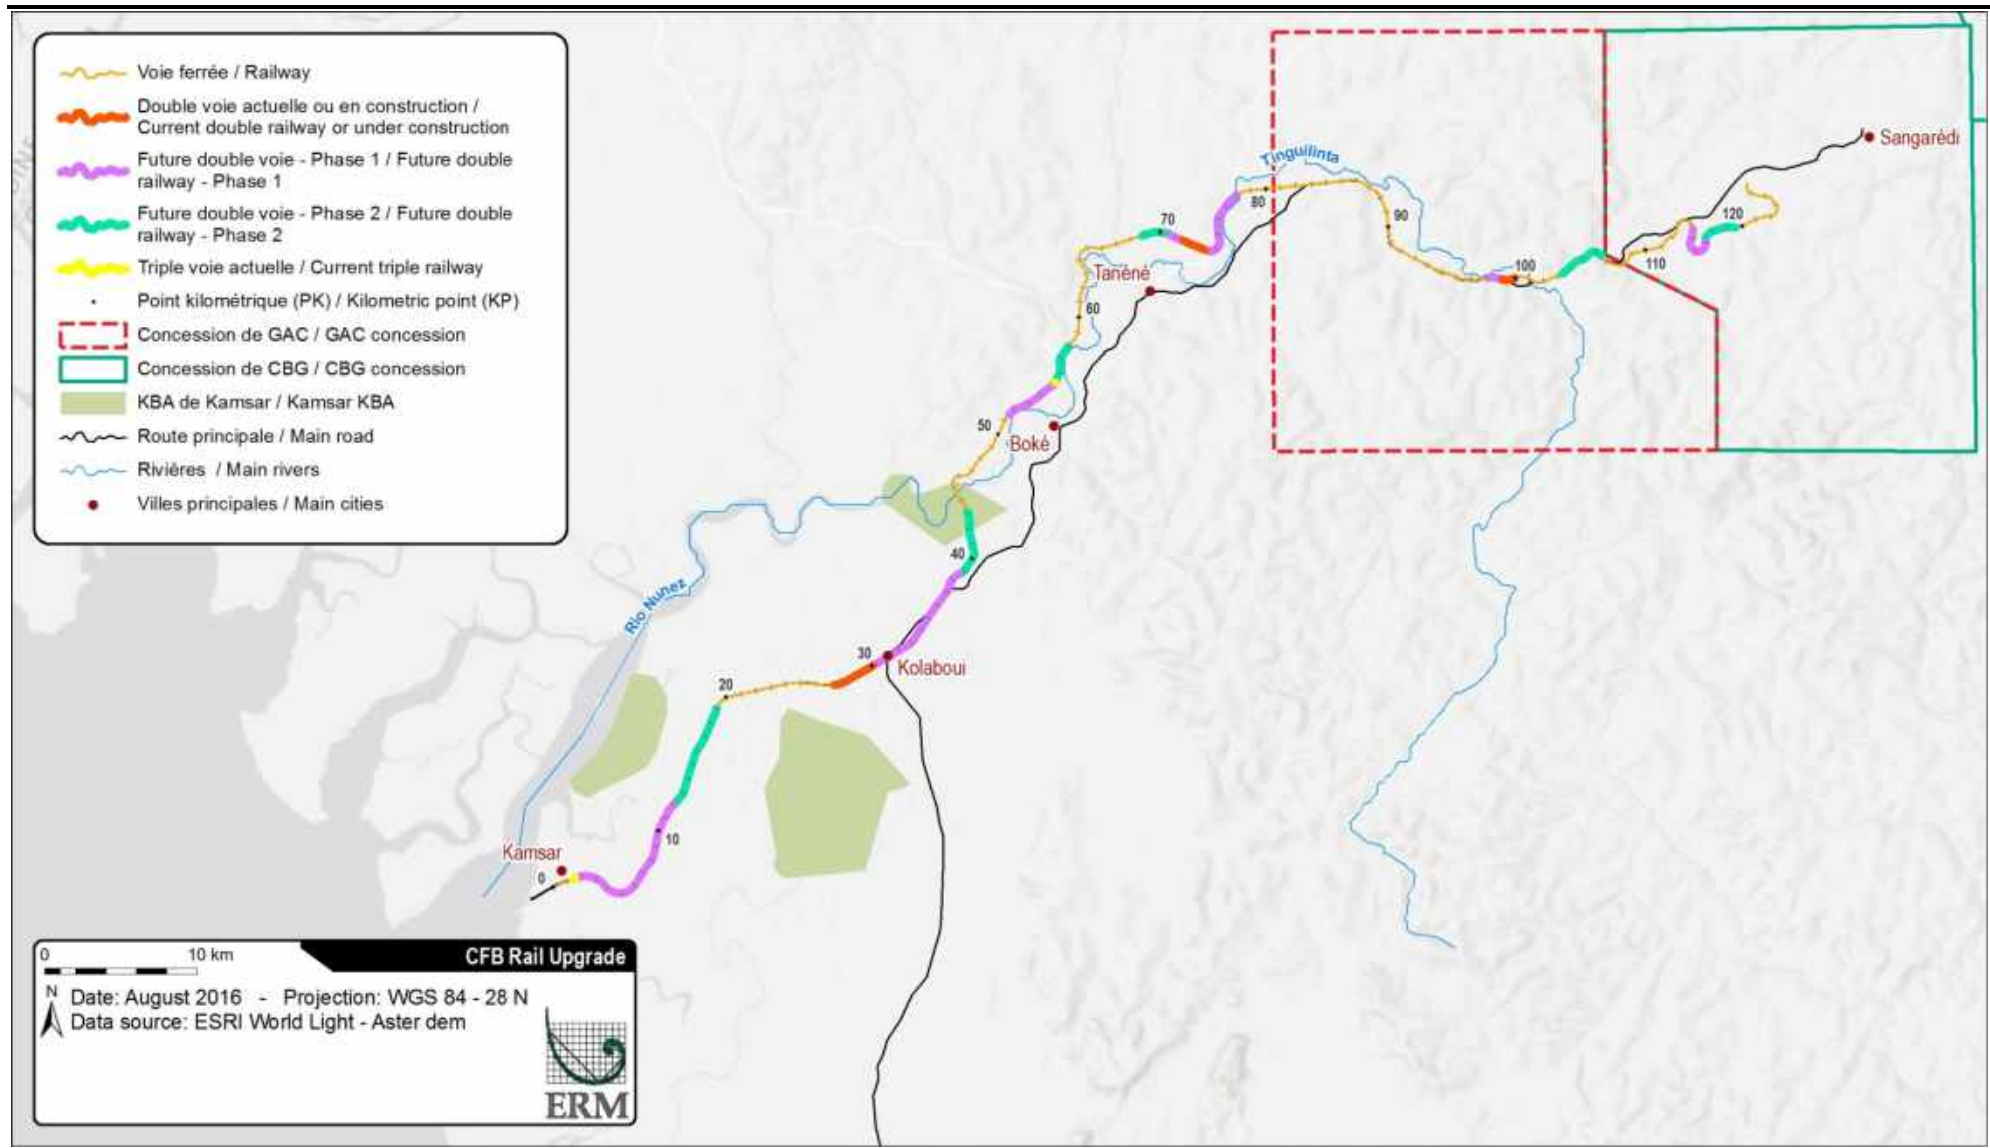 Voie ferrée / Railway
Double voie actuelle ou en construction /
Current double railway or under construction
Future double voie - Phase 1 / Future double
railway - Phase 1
Future double voie - Phase 2 / Future double
railway - Phase 2
Triple voie actuelle / Current triple railway
Point kilométrique (PK) / Kilometric point (KP)
Concession de GAC / GAC concession
Concession de CBG / CBG concession
KBA de Kamsar / Kamsar KBA
Route principale / Main road
Rivières / Main rivers
Villes principales / Main cities
Sangarédi
Tinguilinta
80
90
70
120
110
100
Tanéné
60
50
Boké
40
Rio Nunez
30
Kolaboui
20
10
Kamsar
0
0 10 km
CFB Rail Upgrade
N
Date: August 2016 - Projection: WGS 84 - 28 N
Data source: ESRI World Light - Aster dem
ERM